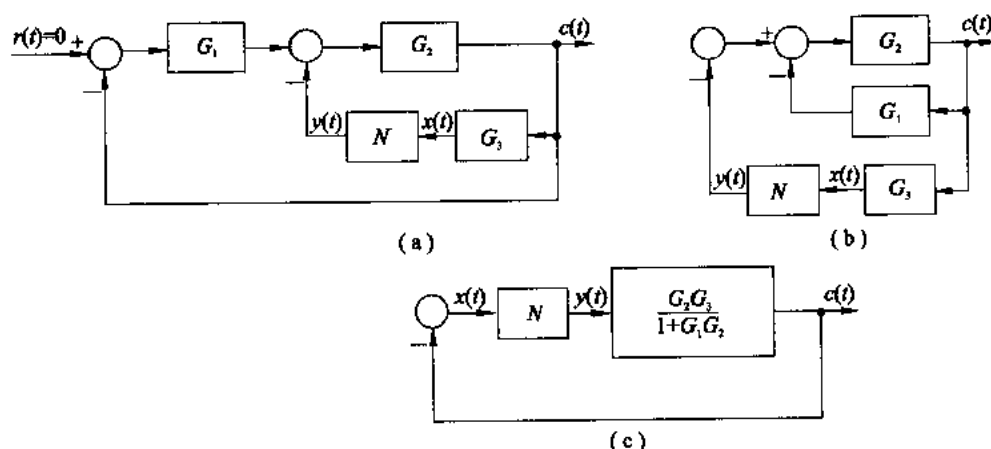 r(t)=0
+
G₁
G₂
c(t)
−
−
y(t)
N
x(t)
G₃
(a)
+
G₂
c(t)
−
G₁
−
y(t)
N
x(t)
G₃
(b)
x(t)
N
y(t)
G₂G₃
1+G₁G₂
c(t)
−
(c)